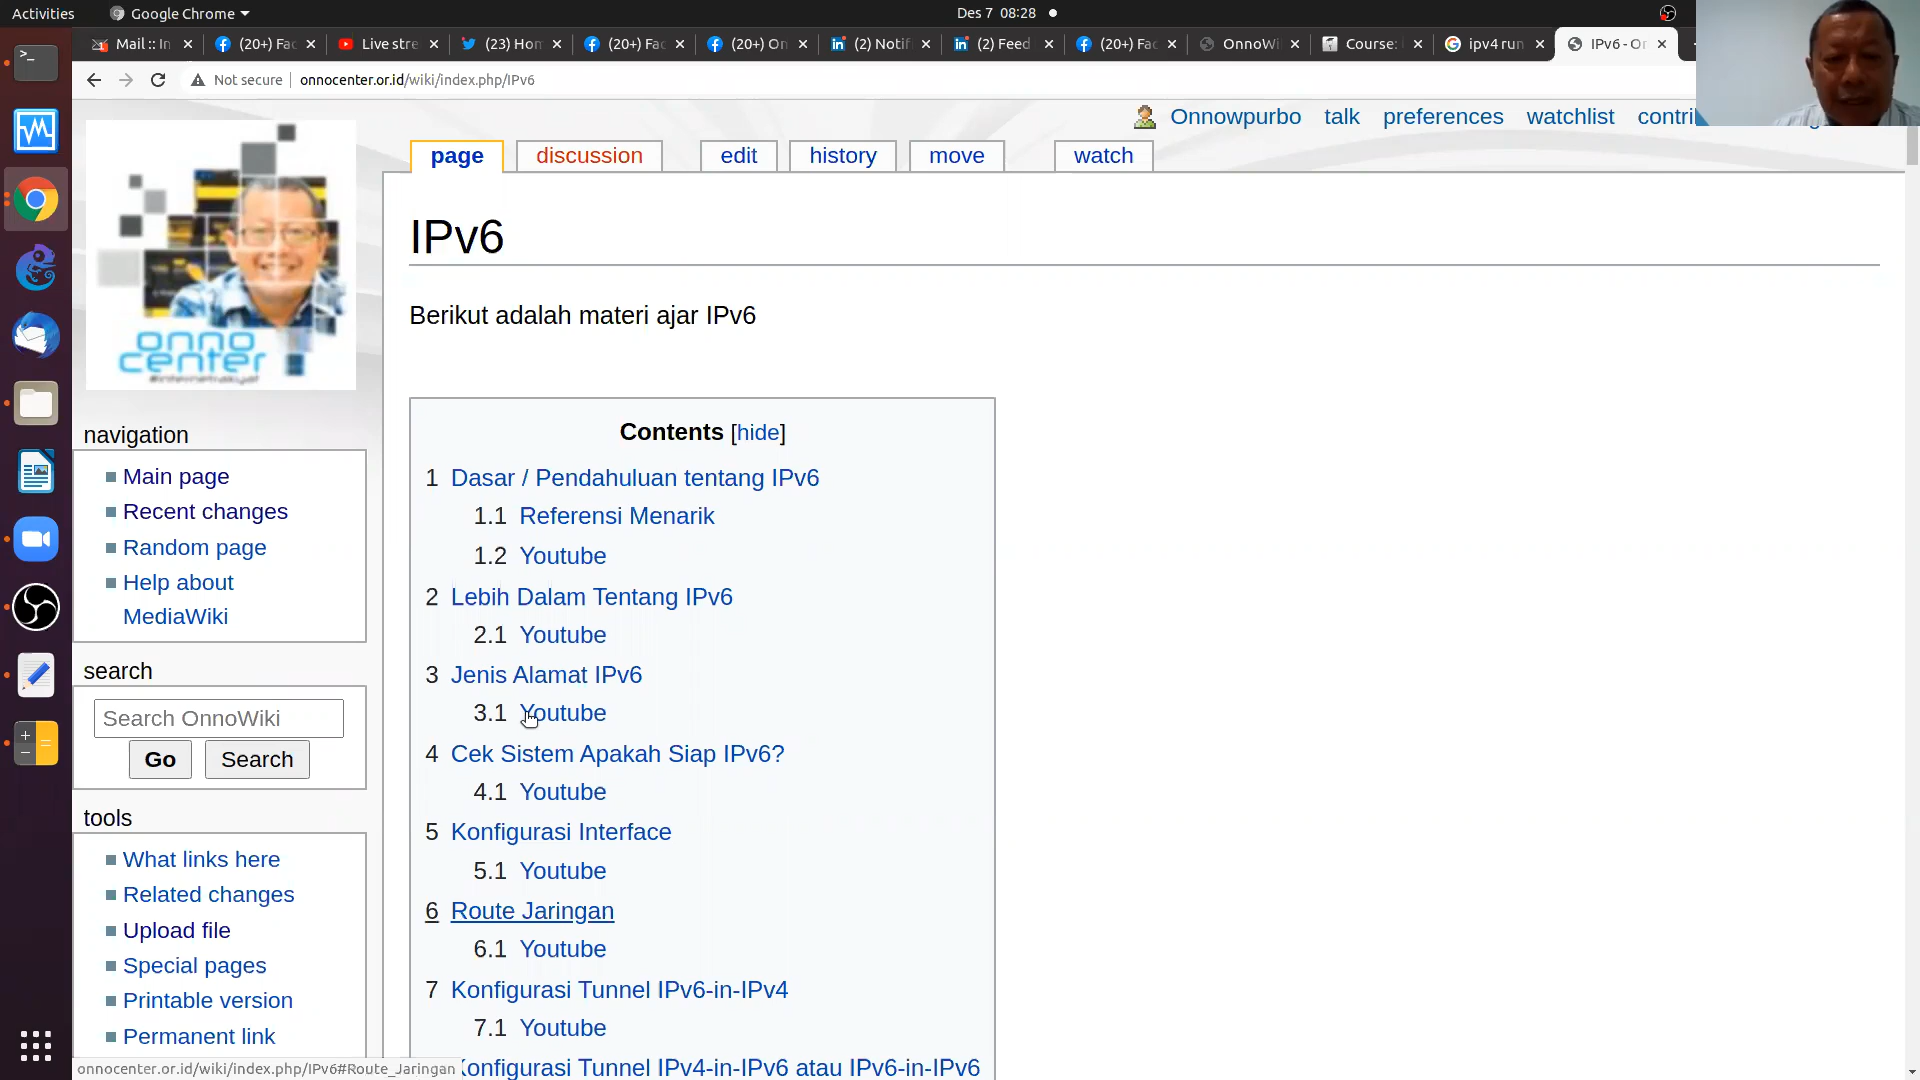 Activities
Google Chrome
Des 7 08:28
Mail :: In
(20+) Fac
Live stre
(23) Hom
(20+) Fac
(20+) On
(2) Notif
(2) Feed
(20+) Fac
OnnoWi
Course:
ipv4 run
IPv6 - On
Not secure
onnocenter.or.id/wiki/index.php/IPv6
Onnowpurbo
talk
preferences
watchlist
contri
page
discussion
edit
history
move
watch
onno
center
#internetrakyat
IPv6
Berikut adalah materi ajar IPv6
Contents [hide]
1 Dasar / Pendahuluan tentang IPv6
1.1 Referensi Menarik
1.2 Youtube
2 Lebih Dalam Tentang IPv6
2.1 Youtube
3 Jenis Alamat IPv6
3.1 Youtube
4 Cek Sistem Apakah Siap IPv6?
4.1 Youtube
5 Konfigurasi Interface
5.1 Youtube
6 Route Jaringan
6.1 Youtube
7 Konfigurasi Tunnel IPv6-in-IPv4
7.1 Youtube
Konfigurasi Tunnel IPv4-in-IPv6 atau IPv6-in-IPv6
navigation
Main page
Recent changes
Random page
Help about
MediaWiki
search
Search OnnoWiki
Go
Search
tools
What links here
Related changes
Upload file
Special pages
Printable version
Permanent link
onnocenter.or.id/wiki/index.php/IPv6#Route_Jaringan